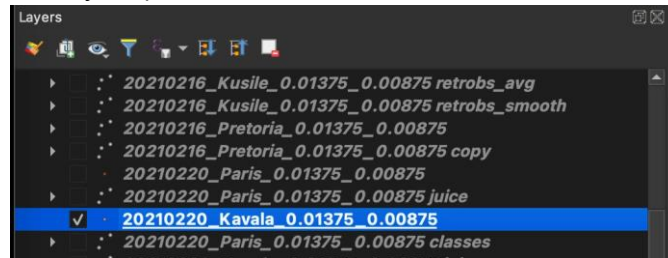 Layers
20210216_Kusile_0.01375_0.00875 retrobs_avg
20210216_Kusile_0.01375_0.00875 retrobs_smooth
20210216_Pretoria_0.01375_0.00875
20210216_Pretoria_0.01375_0.00875 copy
20210220_Paris_0.01375_0.00875
20210220_Paris_0.01375_0.00875 juice
20210220_Kavala_0.01375_0.00875
20210220_Paris_0.01375_0.00875 classes